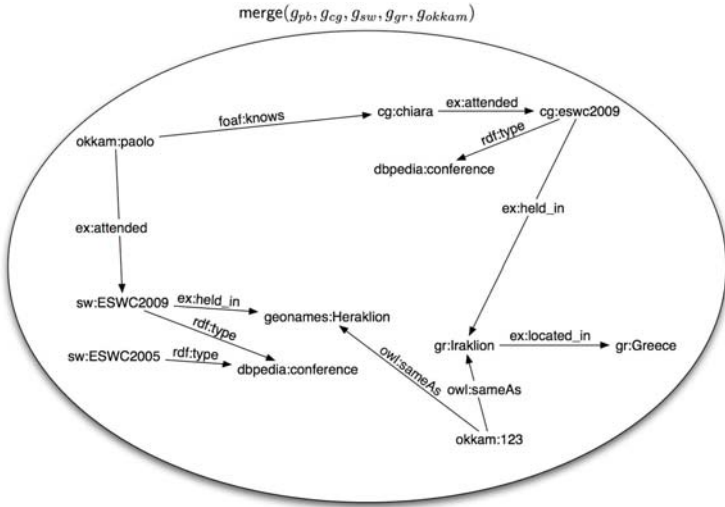 merge(g_pb, g_cg, g_sw, g_gr, g_okkam)
cg:chiara
ex:attended
cg:eswc2009
foaf:knows
okkam:paolo
rdf:type
dbpedia:conference
ex:held_in
ex:attended
sw:ESWC2009
ex:held_in
geonames:Heraklion
rdf:type
gr:Iraklion
ex:located_in
gr:Greece
sw:ESWC2005
rdf:type
dbpedia:conference
owl:sameAs
owl:sameAs
okkam:123